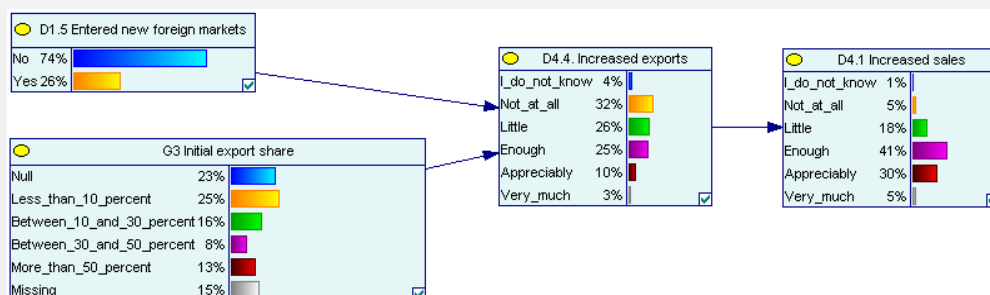 D1.5 Entered new foreign markets
No 74%
Yes 26%
G3 Initial export share
Null 23%
Less_than_10_percent 25%
Between_10_and_30_percent 16%
Between_30_and_50_percent 8%
More_than_50_percent 13%
Missing 15%
D4.4. Increased exports
I_do_not_know 4%
Not_at_all 32%
Little 26%
Enough 25%
Appreciably 10%
Very_much 3%
D4.1 Increased sales
I_do_not_know 1%
Not_at_all 5%
Little 18%
Enough 41%
Appreciably 30%
Very_much 5%